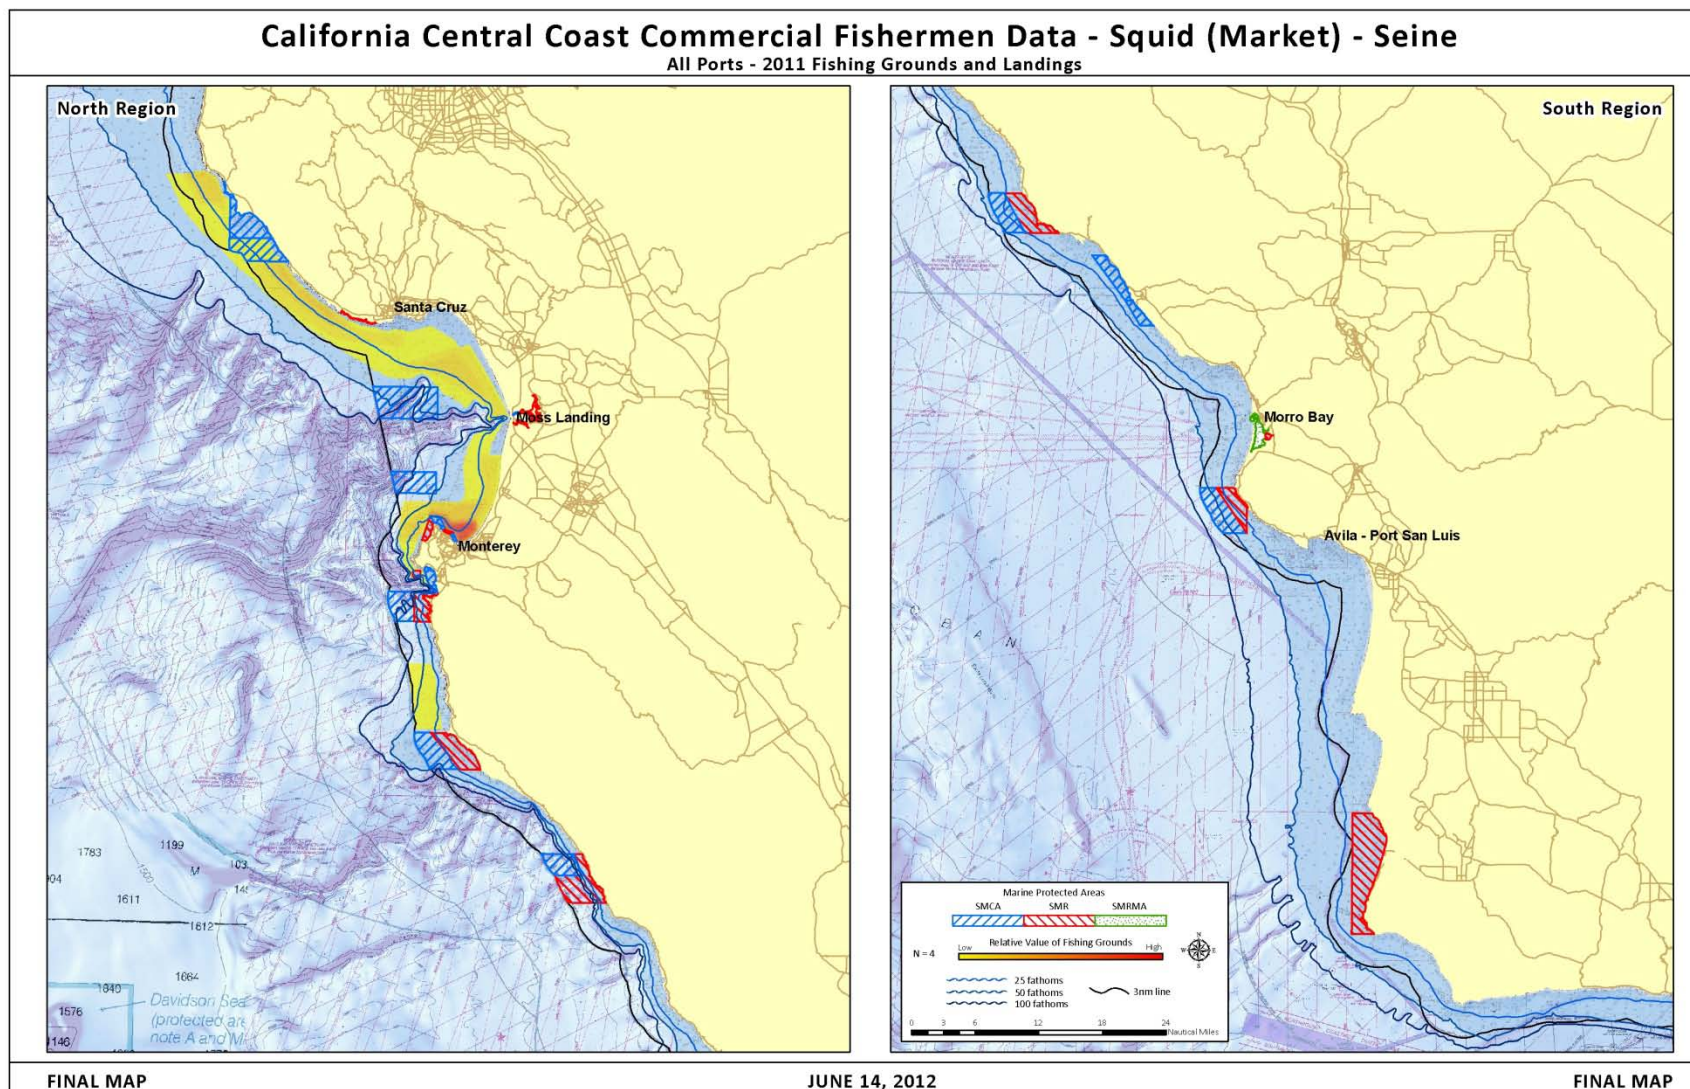 California Central Coast Commercial Fishermen Data - Squid (Market) - Seine
All Ports - 2011 Fishing Grounds and Landings
North Region
Santa Cruz
Moss Landing
Monterey
1783
1199
103
M
1611
1612
1664
1840
1576
1146
Davidson Sea
(protected are
note A and M
South Region
Morro Bay
Avila - Port San Luis
B A N
Marine Protected Areas
SMCA SMR SMRMA
Relative Value of Fishing Grounds
Low High
N = 4
N
W E
S
25 fathoms
50 fathoms
100 fathoms
3nm line
0 3 6 12 18 24
Nautical Miles
FINAL MAP JUNE 14, 2012 FINAL MAP